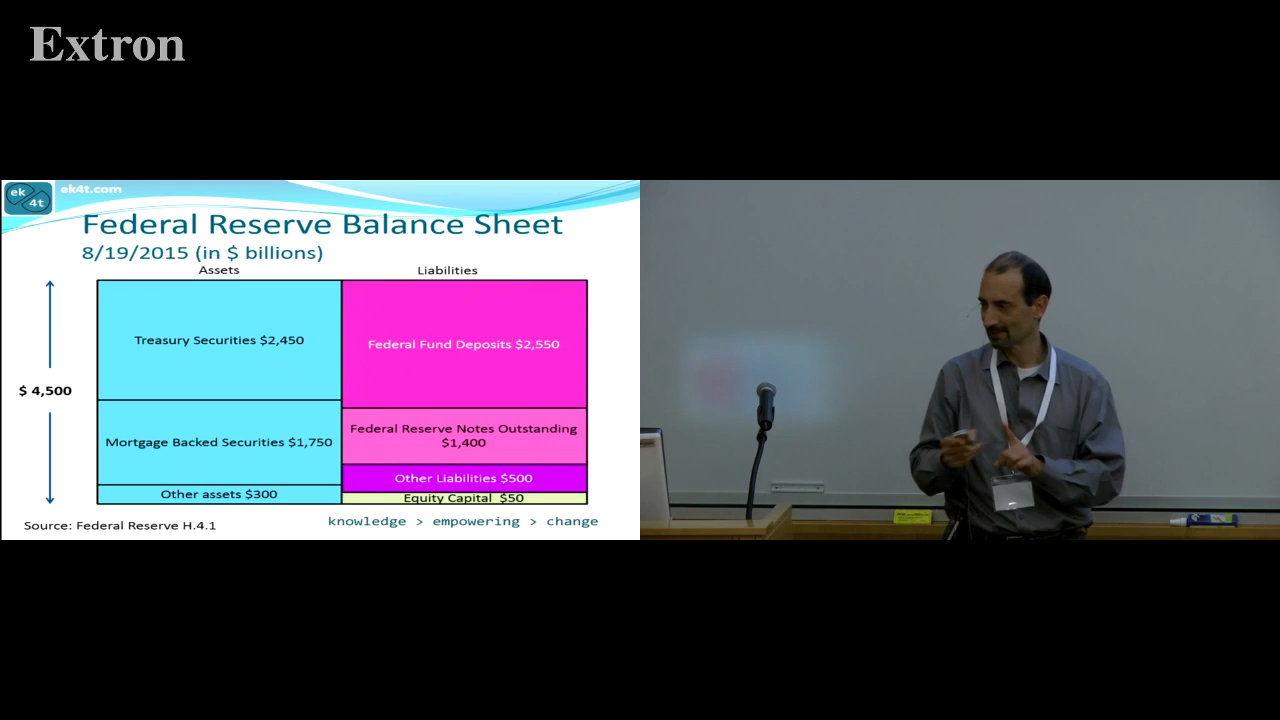 Extron
ek
4t
ek4t.com
Federal Reserve Balance Sheet
8/19/2015 (in $ billions)
Assets
Liabilities
Treasury Securities $2,450
Federal Fund Deposits $2,550
$ 4,500
Mortgage Backed Securities $1,750
Federal Reserve Notes Outstanding
$1,400
Other Liabilities $500
Other assets $300
Equity Capital $50
Source: Federal Reserve H.4.1
knowledge > empowering > change